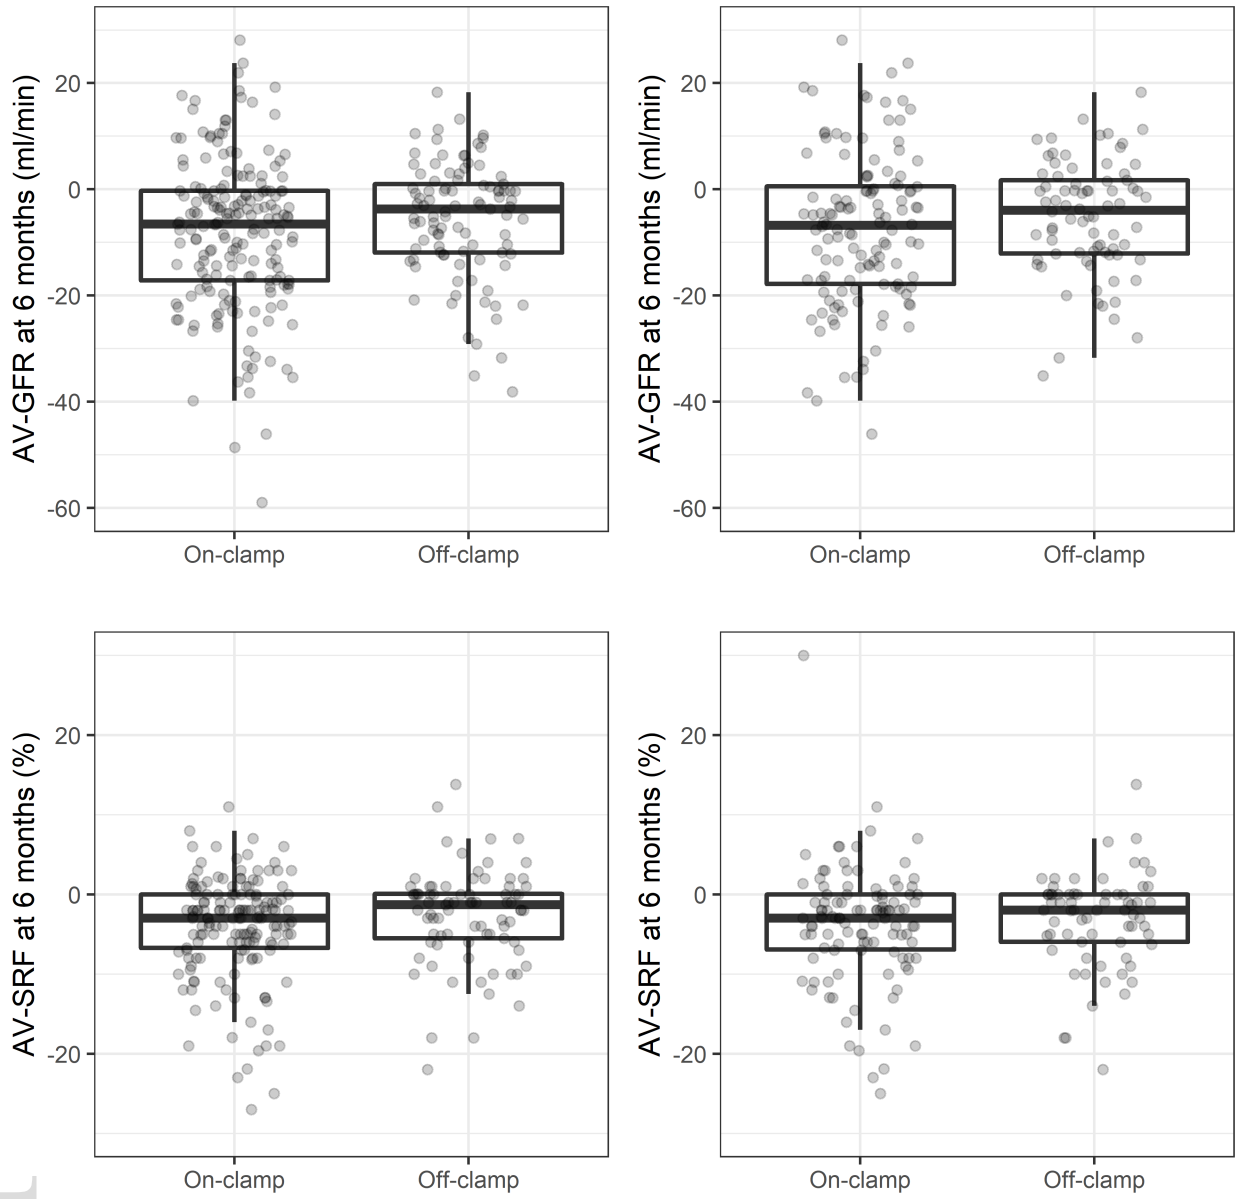 AV-GFR at 6 months (ml/min)
20
0
-20
-40
-60
On-clamp
Off-clamp
AV-GFR at 6 months (ml/min)
20
0
-20
-40
-60
On-clamp
Off-clamp
AV-SRF at 6 months (%)
20
0
-20
On-clamp
Off-clamp
AV-SRF at 6 months (%)
20
0
-20
On-clamp
Off-clamp